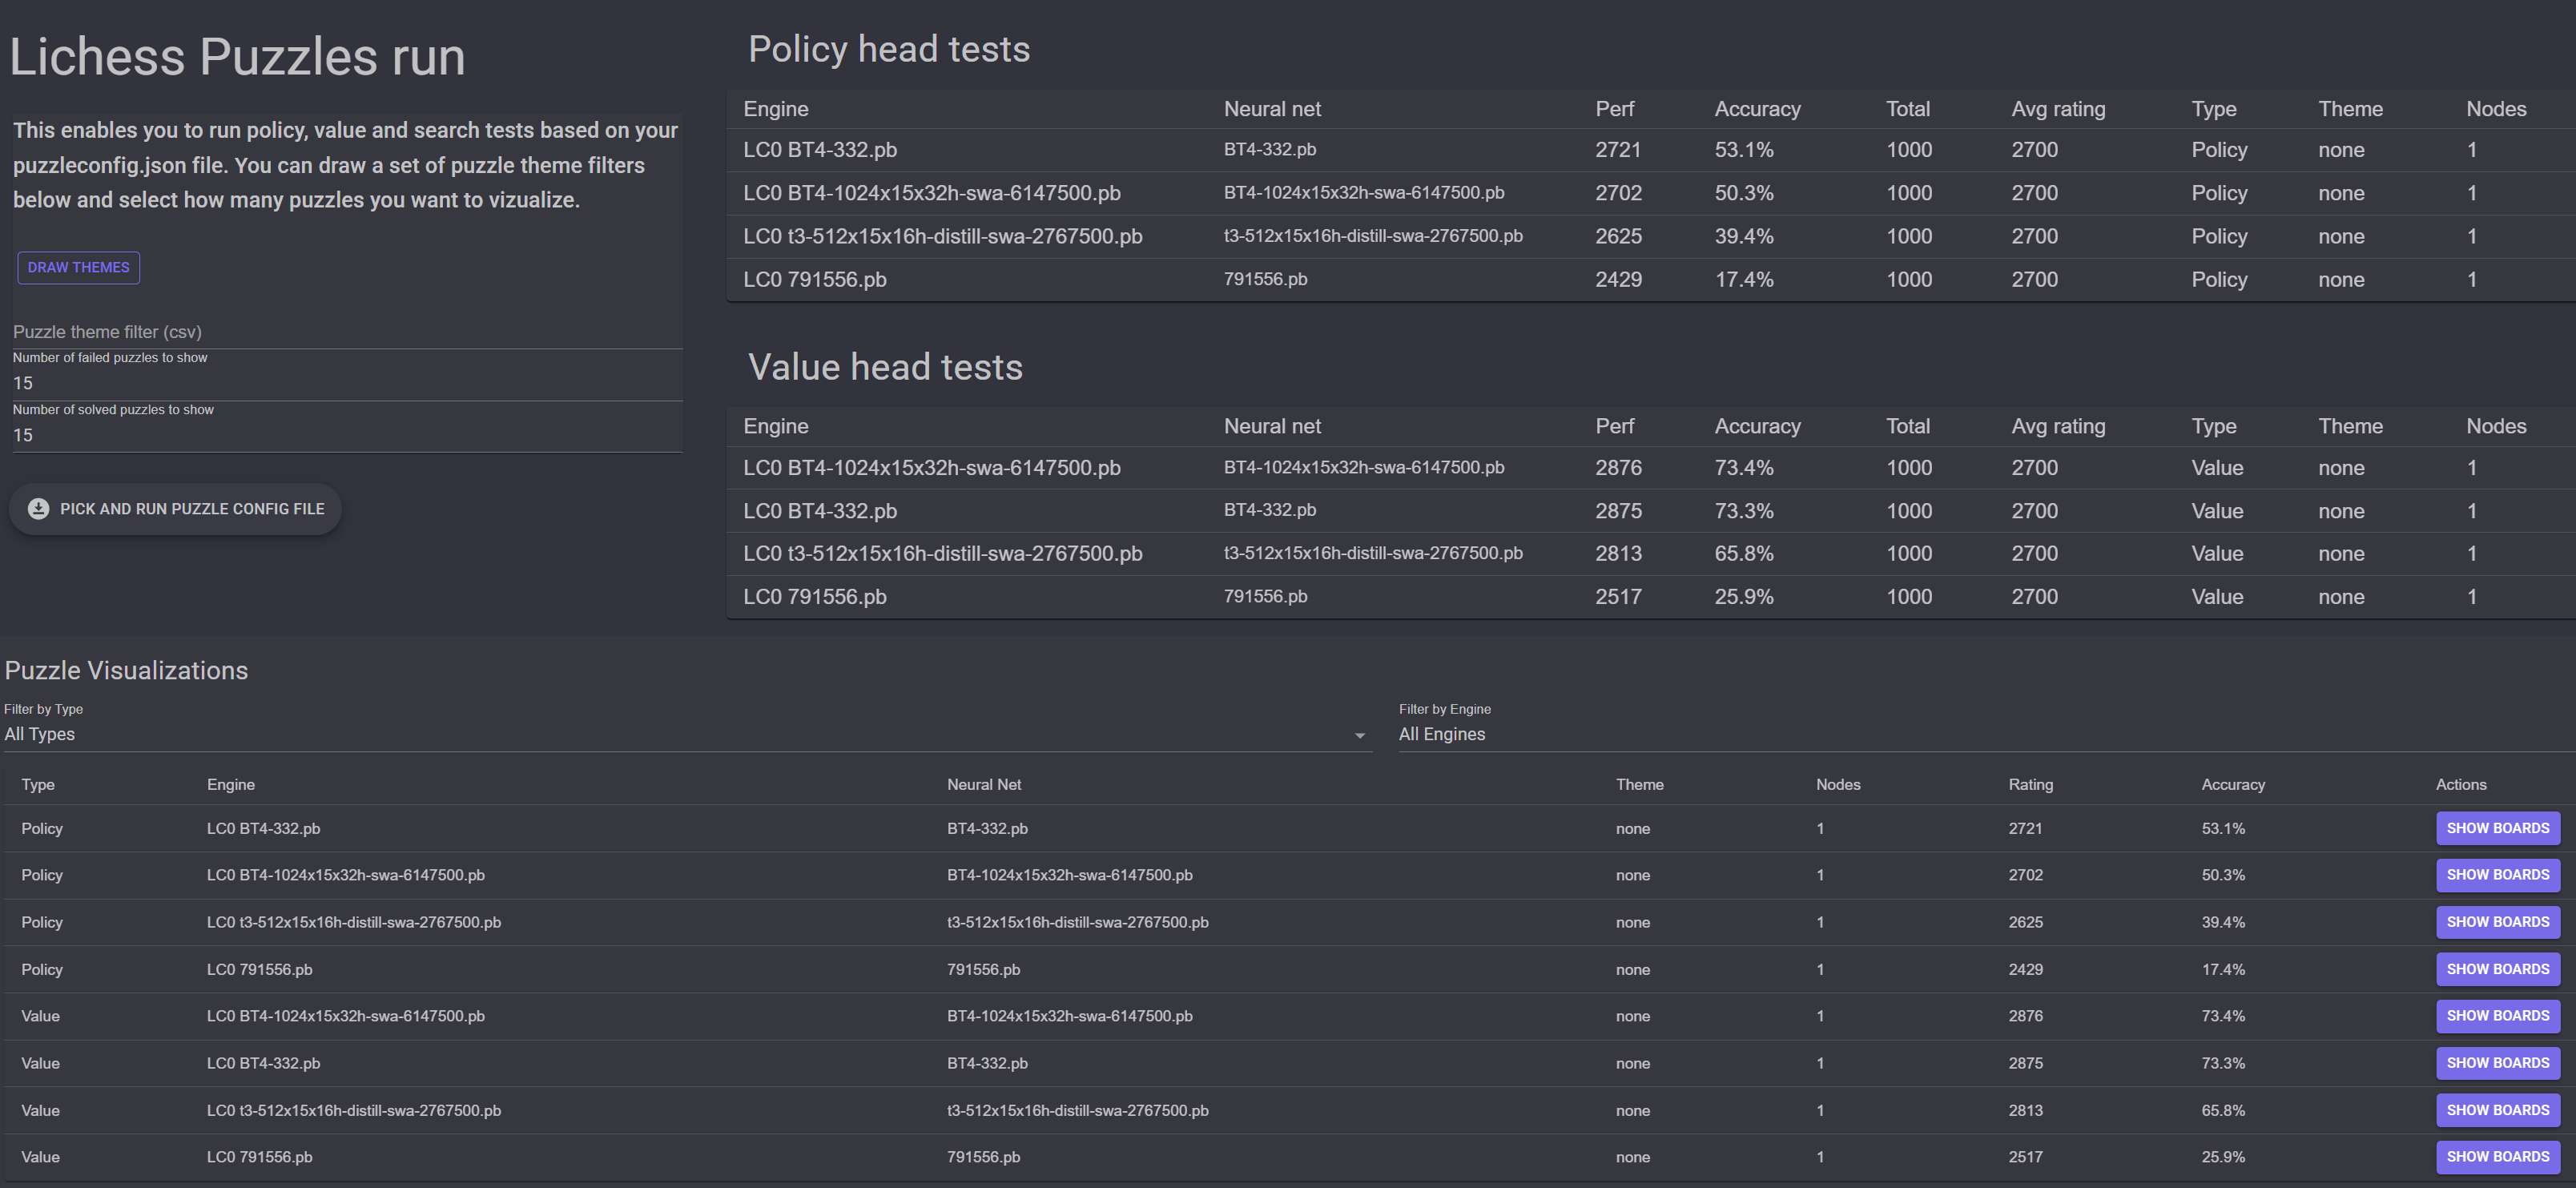 Lichess Puzzles run
This enables you to run policy, value and search tests based on your
puzzleconfig.json file. You can draw a set of puzzle theme filters
below and select how many puzzles you want to vizualize.
DRAW THEMES
Puzzle theme filter (csv)
Number of failed puzzles to show
15
Number of solved puzzles to show
15
PICK AND RUN PUZZLE CONFIG FILE
Policy head tests
Engine Neural net Perf Accuracy Total Avg rating Type Theme Nodes
LC0 BT4-332.pb BT4-332.pb 2721 53.1% 1000 2700 Policy none 1
LC0 BT4-1024x15x32h-swa-6147500.pb BT4-1024x15x32h-swa-6147500.pb 2702 50.3% 1000 2700 Policy none 1
LC0 t3-512x15x16h-distill-swa-2767500.pb t3-512x15x16h-distill-swa-2767500.pb 2625 39.4% 1000 2700 Policy none 1
LC0 791556.pb 791556.pb 2429 17.4% 1000 2700 Policy none 1
Value head tests
Engine Neural net Perf Accuracy Total Avg rating Type Theme Nodes
LC0 BT4-1024x15x32h-swa-6147500.pb BT4-1024x15x32h-swa-6147500.pb 2876 73.4% 1000 2700 Value none 1
LC0 BT4-332.pb BT4-332.pb 2875 73.3% 1000 2700 Value none 1
LC0 t3-512x15x16h-distill-swa-2767500.pb t3-512x15x16h-distill-swa-2767500.pb 2813 65.8% 1000 2700 Value none 1
LC0 791556.pb 791556.pb 2517 25.9% 1000 2700 Value none 1
Puzzle Visualizations
Filter by Type
All Types
Filter by Engine
All Engines
Type Engine Neural Net Theme Nodes Rating Accuracy Actions
Policy LC0 BT4-332.pb BT4-332.pb none 1 2721 53.1% SHOW BOARDS
Policy LC0 BT4-1024x15x32h-swa-6147500.pb BT4-1024x15x32h-swa-6147500.pb none 1 2702 50.3% SHOW BOARDS
Policy LC0 t3-512x15x16h-distill-swa-2767500.pb t3-512x15x16h-distill-swa-2767500.pb none 1 2625 39.4% SHOW BOARDS
Policy LC0 791556.pb 791556.pb none 1 2429 17.4% SHOW BOARDS
Value LC0 BT4-1024x15x32h-swa-6147500.pb BT4-1024x15x32h-swa-6147500.pb none 1 2876 73.4% SHOW BOARDS
Value LC0 BT4-332.pb BT4-332.pb none 1 2875 73.3% SHOW BOARDS
Value LC0 t3-512x15x16h-distill-swa-2767500.pb t3-512x15x16h-distill-swa-2767500.pb none 1 2813 65.8% SHOW BOARDS
Value LC0 791556.pb 791556.pb none 1 2517 25.9% SHOW BOARDS